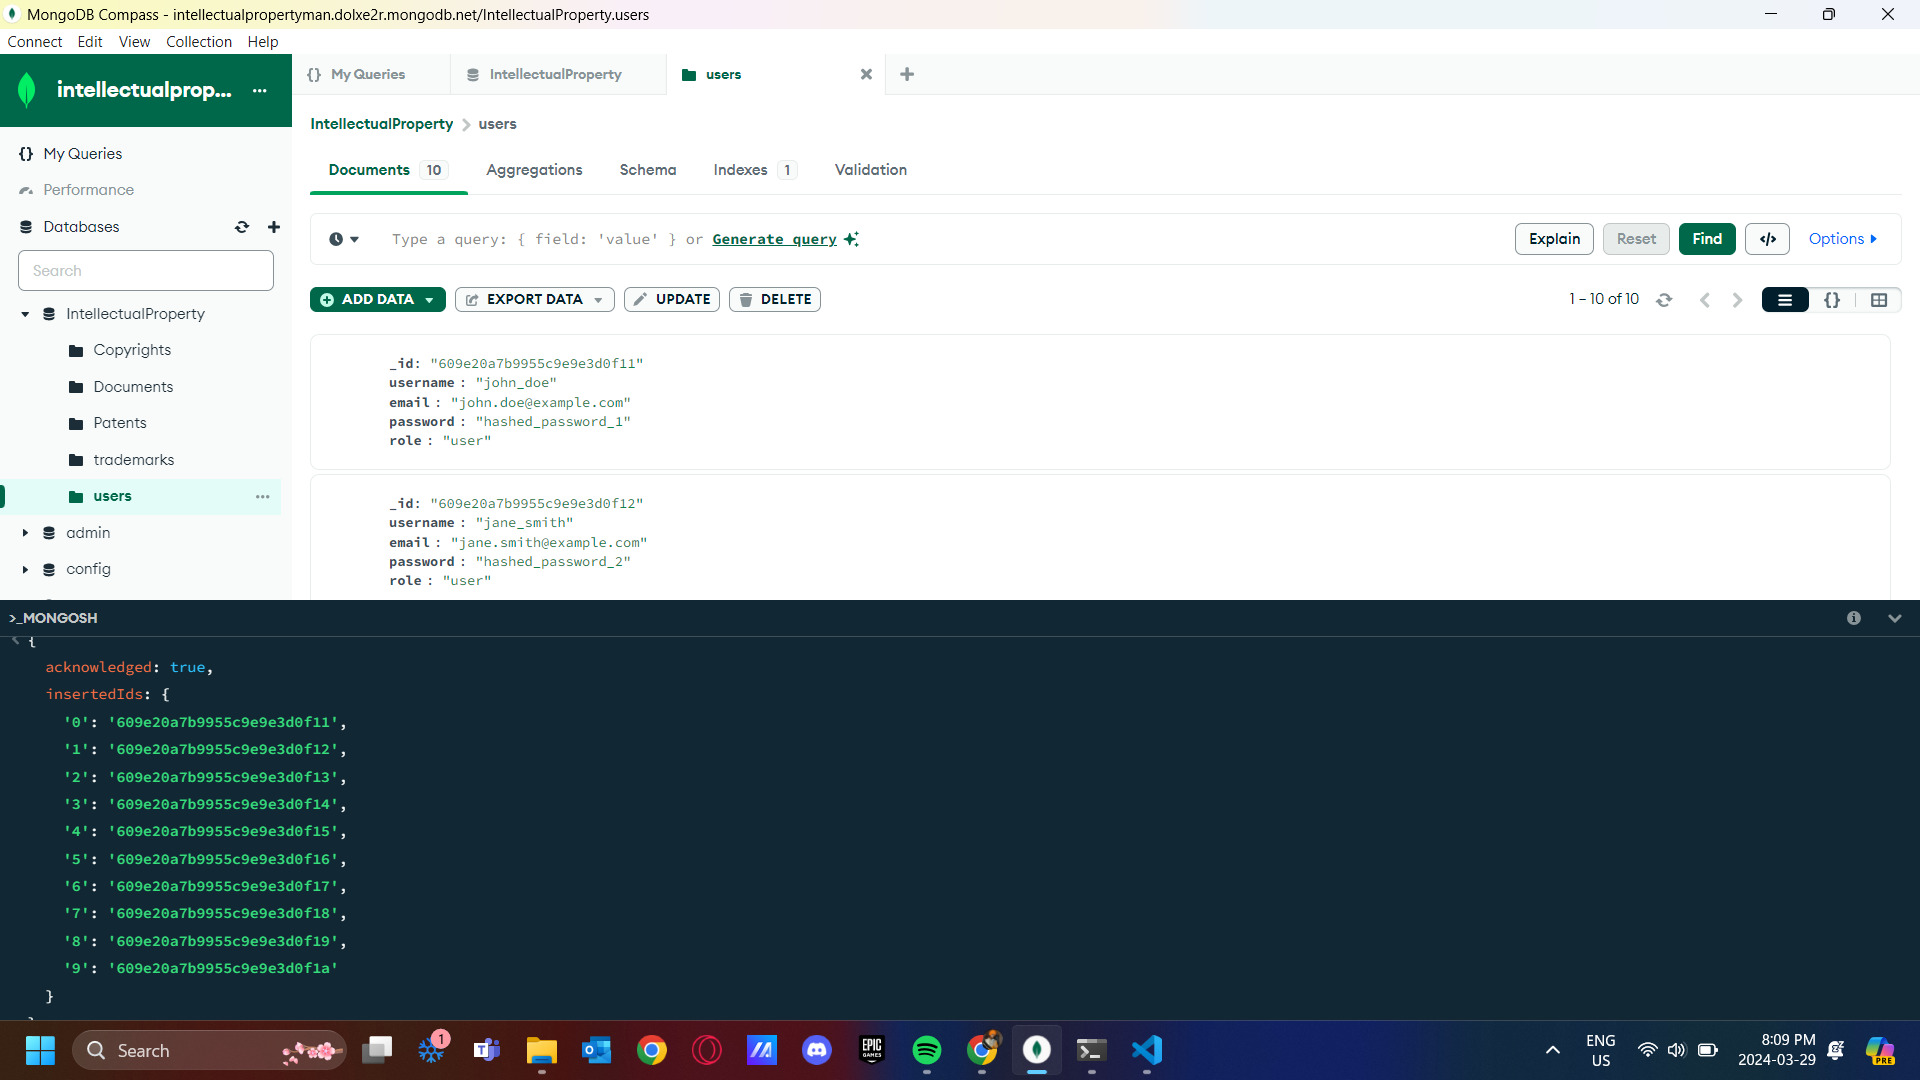 MongoDB Compass - intellectualpropertyman.dolxe2r.mongodb.net/IntellectualProperty.users
Connect Edit View Collection Help
intellectualprop... ...
{} My Queries
IntellectualProperty
users
IntellectualProperty > users
My Queries
Performance
Databases
Search
IntellectualProperty
Copyrights
Documents
Patents
trademarks
users ...
admin
config
Documents 10 Aggregations Schema Indexes 1 Validation
Type a query: { field: 'value' } or Generate query
Explain Reset Find </> Options
ADD DATA EXPORT DATA UPDATE DELETE
1 – 10 of 10 {}
_id: "609e20a7b9955c9e9e3d0f11"
username : "john_doe"
email : "john.doe@example.com"
password : "hashed_password_1"
role : "user"
_id: "609e20a7b9955c9e9e3d0f12"
username : "jane_smith"
email : "jane.smith@example.com"
password : "hashed_password_2"
role : "user"
>_MONGOSH
< {
acknowledged: true,
insertedIds: {
'0': '609e20a7b9955c9e9e3d0f11',
'1': '609e20a7b9955c9e9e3d0f12',
'2': '609e20a7b9955c9e9e3d0f13',
'3': '609e20a7b9955c9e9e3d0f14',
'4': '609e20a7b9955c9e9e3d0f15',
'5': '609e20a7b9955c9e9e3d0f16',
'6': '609e20a7b9955c9e9e3d0f17',
'7': '609e20a7b9955c9e9e3d0f18',
'8': '609e20a7b9955c9e9e3d0f19',
'9': '609e20a7b9955c9e9e3d0f1a'
}
Search
1
EPIC GAMES
ENG
US
8:09 PM
2024-03-29
PRE